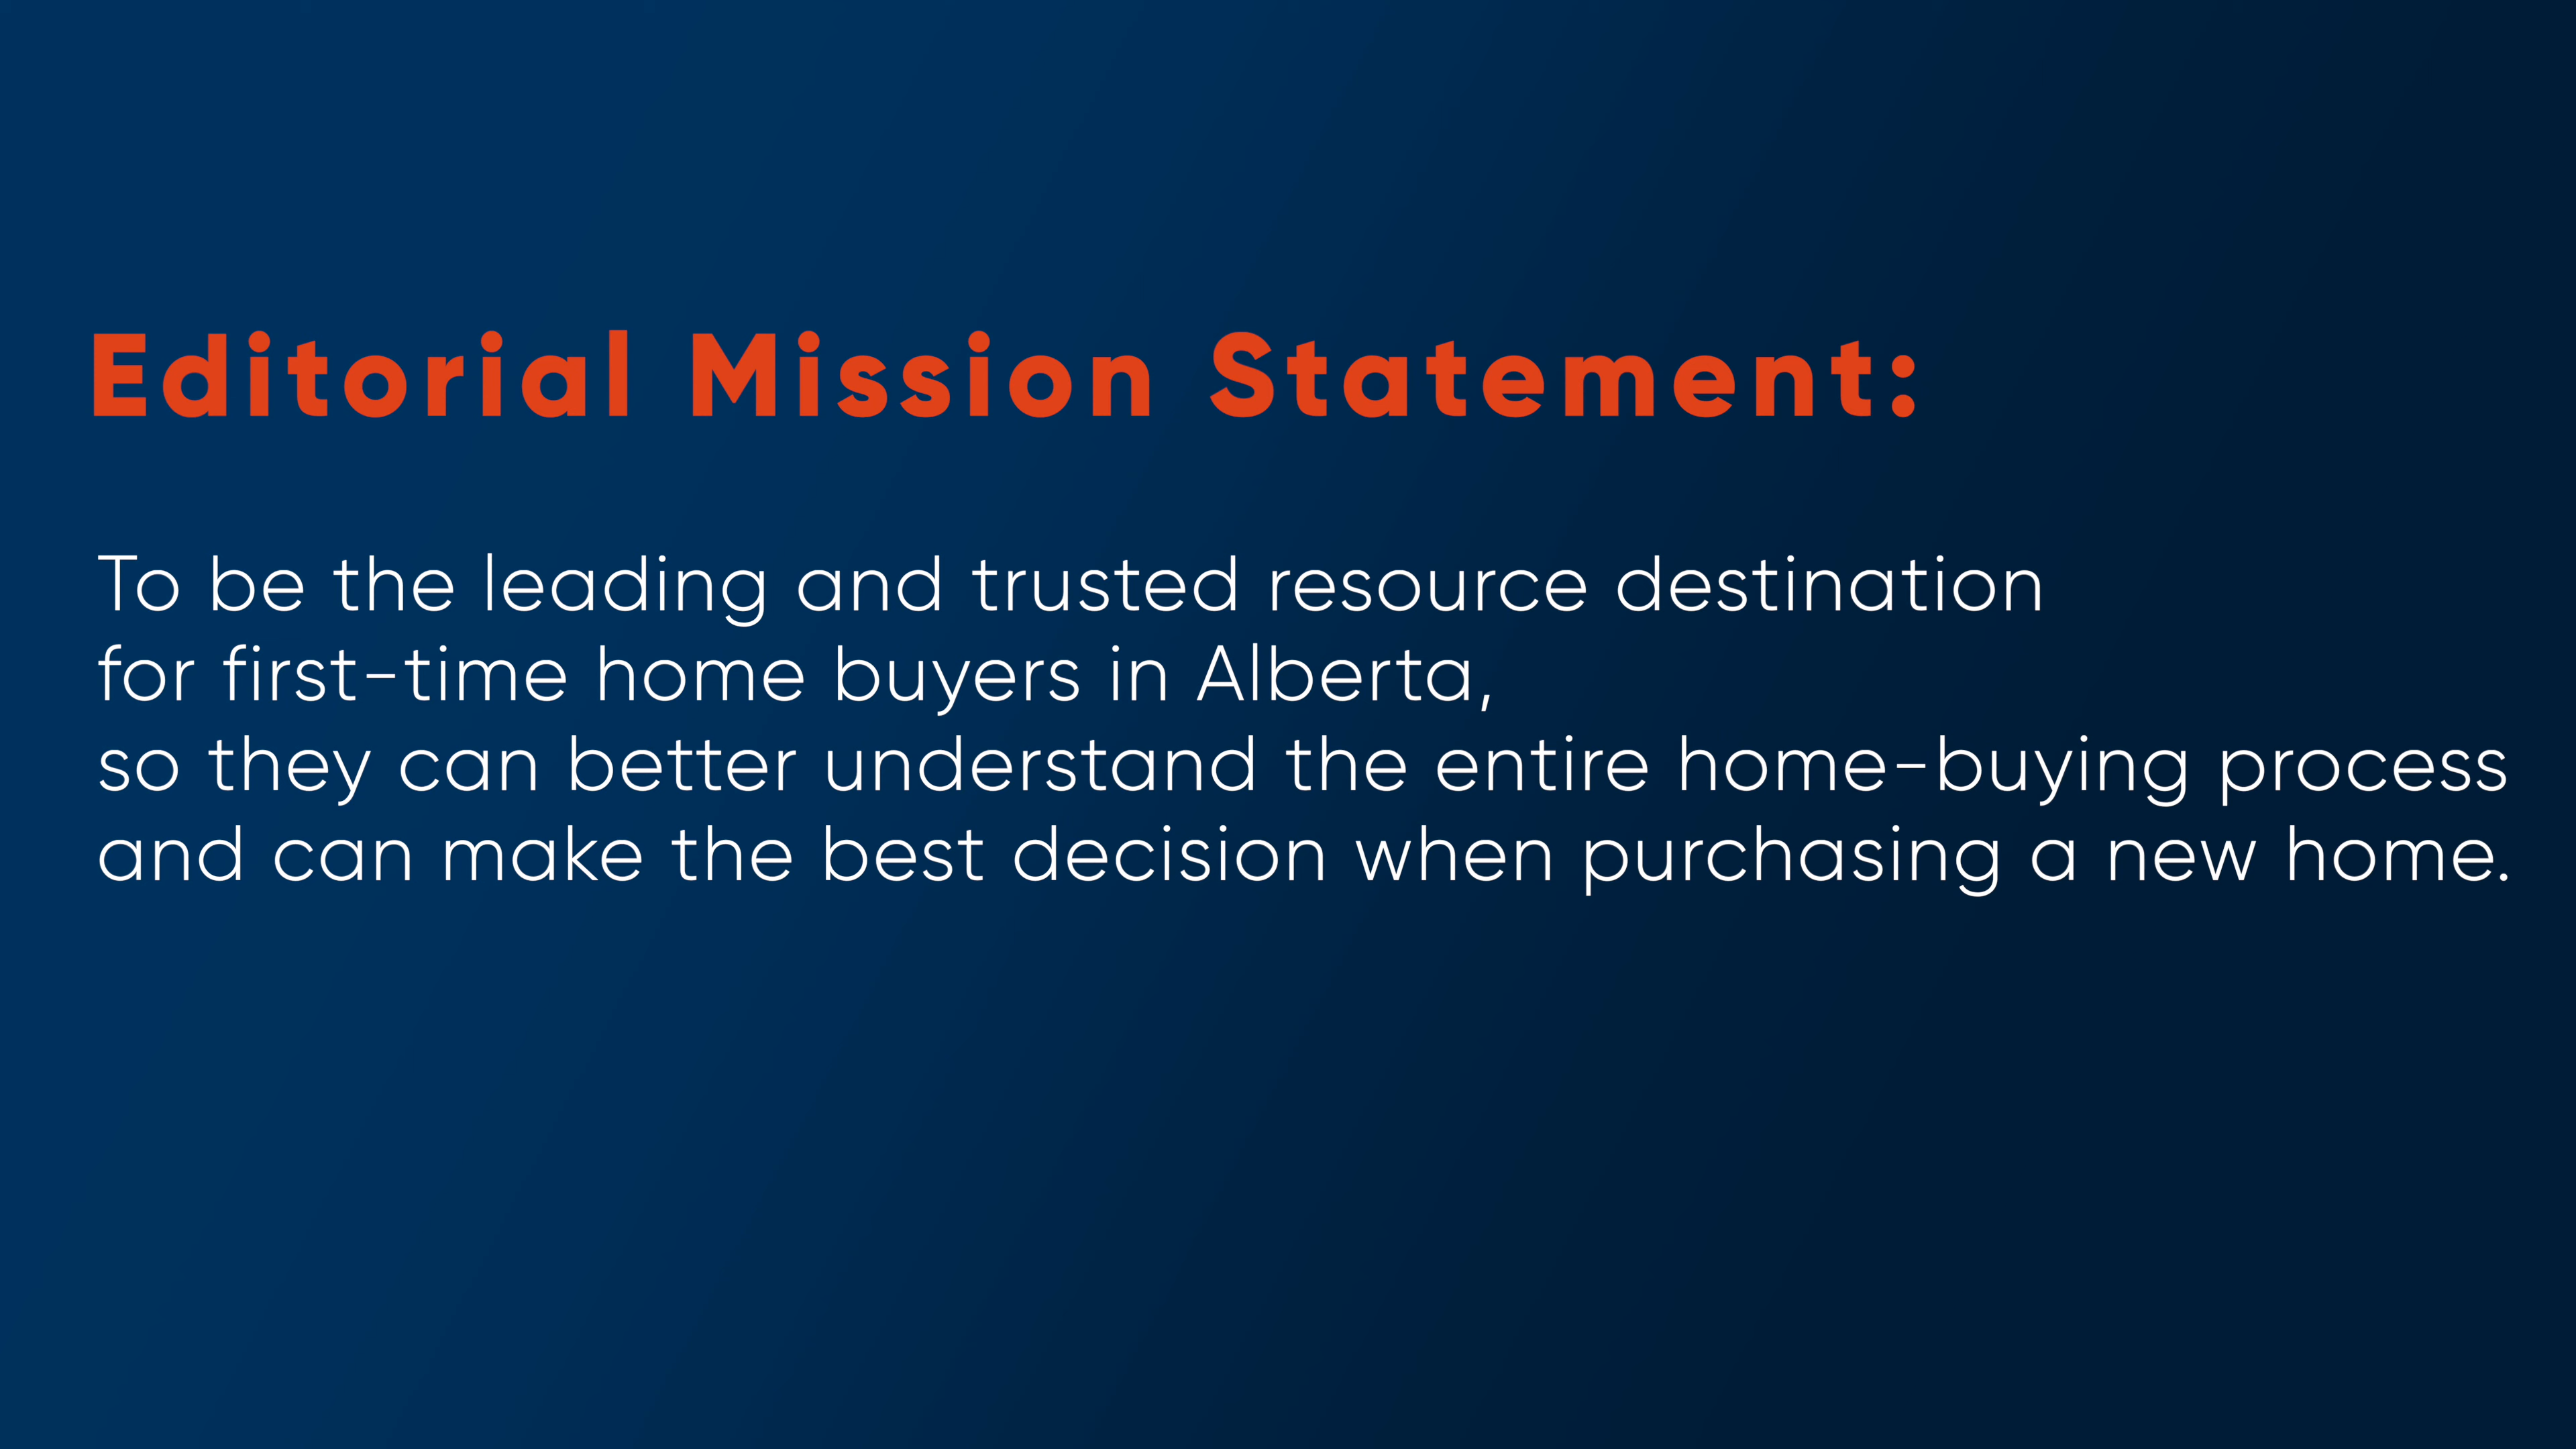 Editorial Mission Statement:
To be the leading and trusted resource destination
for first-time home buyers in Alberta,
so they can better understand the entire home-buying process
and can make the best decision when purchasing a new home.